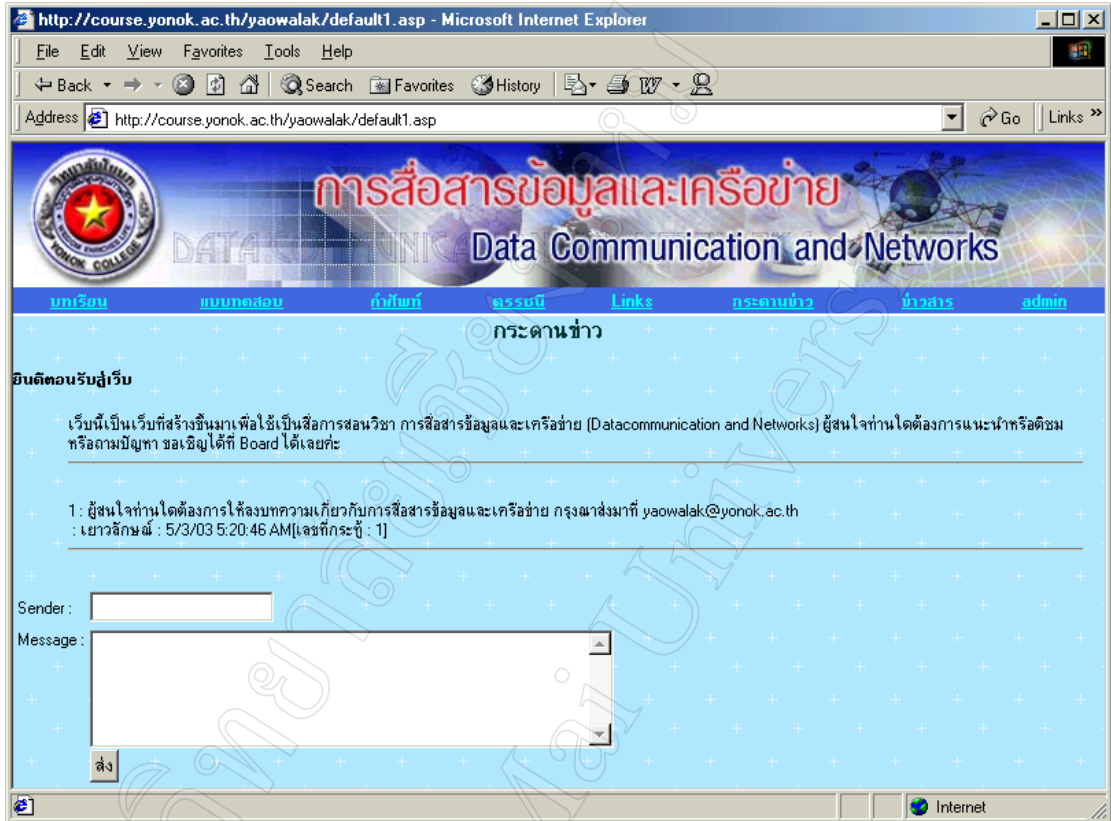 http://course.yonok.ac.th/yaowalak/default1.asp - Microsoft Internet Explorer
File Edit View Favorites Tools Help
Back Search Favorites History
Address http://course.yonok.ac.th/yaowalak/default1.asp Go Links »
วิทยาลัยโยนก
WISDOM ENRICHES LIFE
YONOK COLLEGE
การสื่อสารข้อมูลและเครือข่าย
Data Communication and Networks
บทเรียน แบบทดสอบ คำศัพท์ ดรรชนี Links กระดานข่าว ข่าวสาร admin
กระดานข่าว
ยินดีตอนรับสู่เว็บ
เว็บนี้เป็นเว็บที่สร้างขึ้นมาเพื่อใช้เป็นสื่อการสอนวิชา การสื่อสารข้อมูลและเครือข่าย (Datacommunication and Networks) ผู้สนใจท่านใดต้องการแนะนำหรือติชม
หรือถามปัญหา ขอเชิญได้ที่ Board ได้เลยค่ะ
1 : ผู้สนใจท่านใดต้องการให้ลงบทความเกี่ยวกับการสื่อสารข้อมูลและเครือข่าย กรุงณาส่งมาที่ yaowalak@yonok.ac.th
: เยาวลักษณ์ : 5/3/03 5:20:46 AM[เลขที่กระทู้ : 1]
Sender :
Message :
ส่ง
Internet